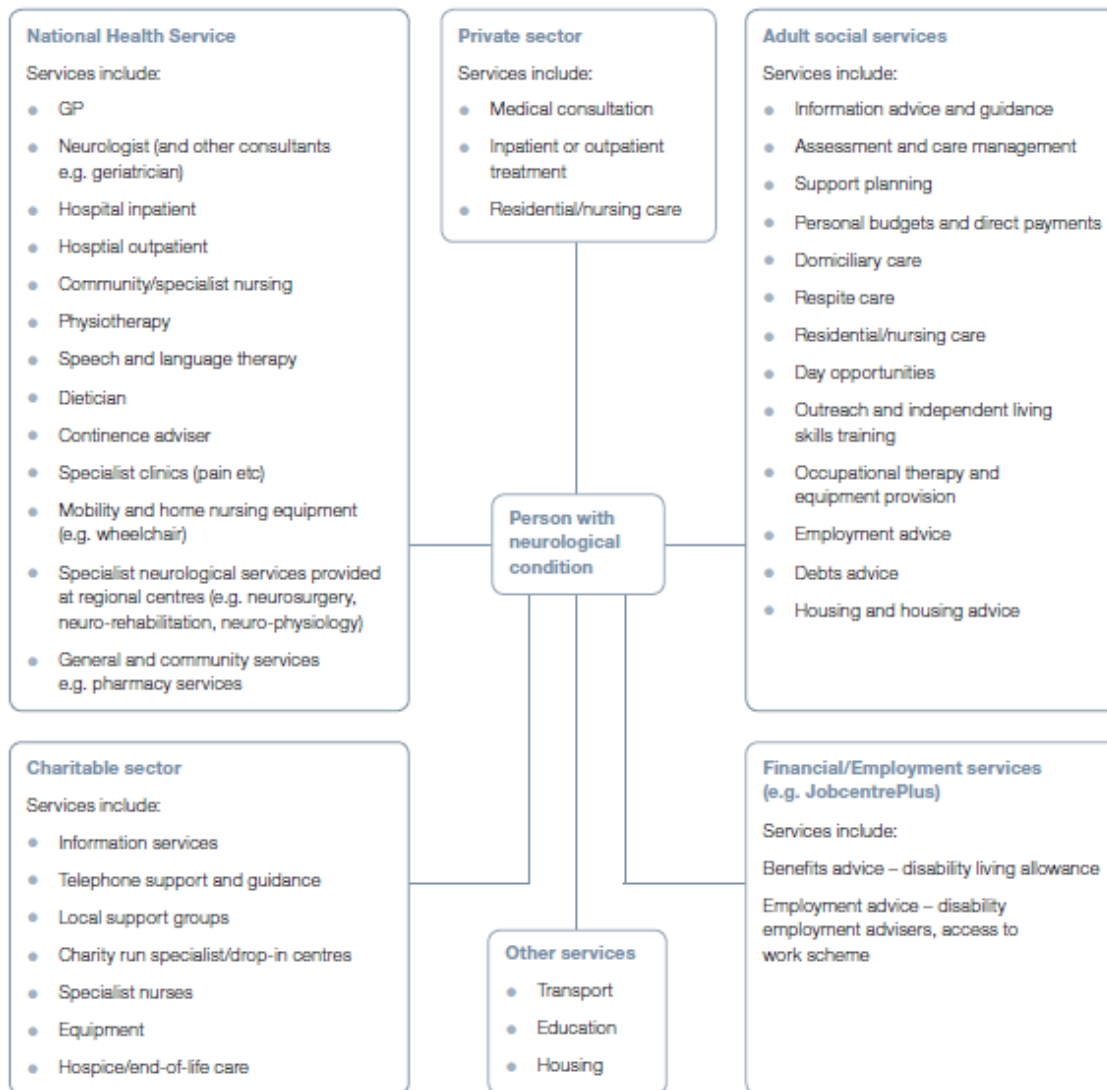 National Health Service
Services include:
GP
Neurologist (and other consultants
e.g. geriatrician)
Hospital inpatient
Hosptial outpatient
Community/specialist nursing
Physiotherapy
Speech and language therapy
Dietician
Continence adviser
Specialist clinics (pain etc)
Mobility and home nursing equipment
(e.g. wheelchair)
Specialist neurological services provided
at regional centres (e.g. neurosurgery,
neuro-rehabilitation, neuro-physiology)
General and community services
e.g. pharmacy services
Private sector
Services include:
Medical consultation
Inpatient or outpatient
treatment
Residential/nursing care
Adult social services
Services include:
Information advice and guidance
Assessment and care management
Support planning
Personal budgets and direct payments
Domiciliary care
Respite care
Residential/nursing care
Day opportunities
Outreach and independent living
skills training
Occupational therapy and
equipment provision
Employment advice
Debts advice
Housing and housing advice
Person with
neurological
condition
Charitable sector
Services include:
Information services
Telephone support and guidance
Local support groups
Charity run specialist/drop-in centres
Specialist nurses
Equipment
Hospice/end-of-life care
Other services
Transport
Education
Housing
Financial/Employment services
(e.g. JobcentrePlus)
Services include:
Benefits advice – disability living allowance
Employment advice – disability
employment advisers, access to
work scheme